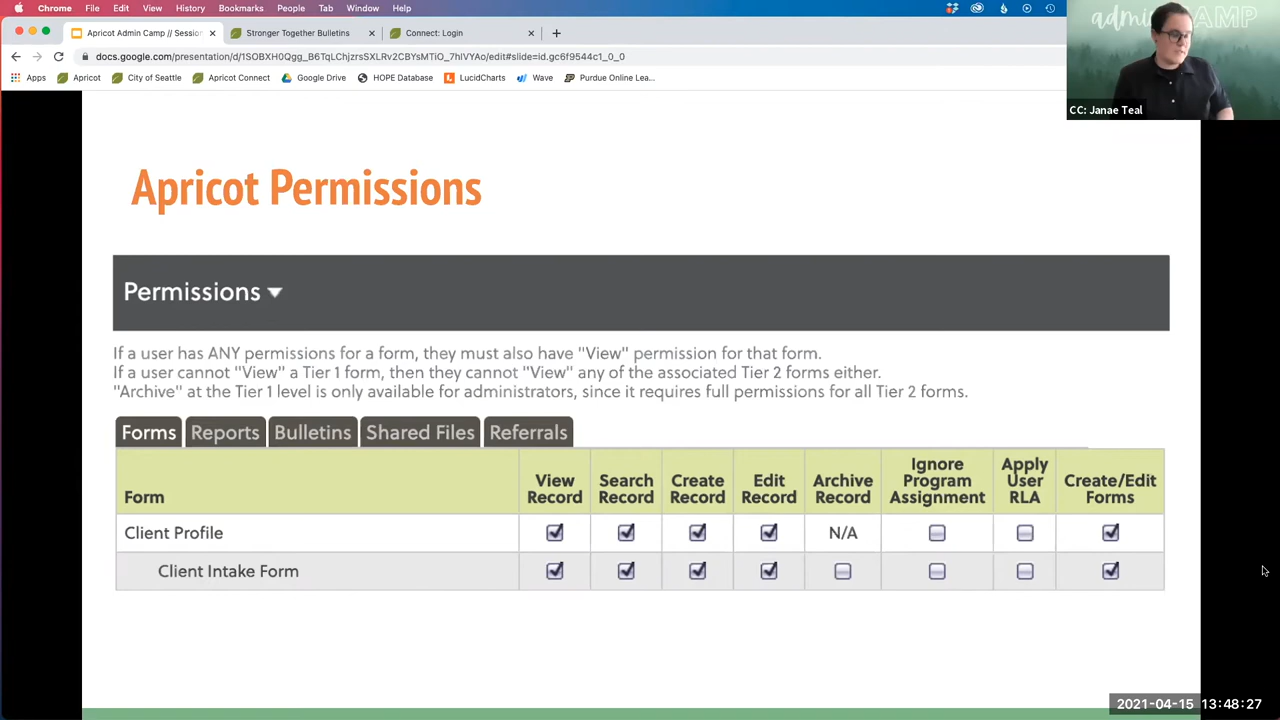 Chrome File Edit View History Bookmarks People Tab Window Help
Apricot Admin Camp // Session
Stronger Together Bulletins
Connect: Login
docs.google.com/presentation/d/1SOBXH0Qgg_B6TqLChjzrsSXLRv2CBYsMTiO_7hlVYAo/edit#slide=id.gc6f9544c1_0_0
Apps Apricot City of Seattle Apricot Connect Google Drive HOPE Database LucidCharts Wave Purdue Online Lea...
CAMP
CC: Janae Teal
Apricot Permissions
Permissions
If a user has ANY permissions for a form, they must also have "View" permission for that form.
If a user cannot "View" a Tier 1 form, then they cannot "View" any of the associated Tier 2 forms either.
"Archive" at the Tier 1 level is only available for administrators, since it requires full permissions for all Tier 2 forms.
Forms Reports Bulletins Shared Files Referrals
Form View Record Search Record Create Record Edit Record Archive Record Ignore Program Assignment Apply User RLA Create/Edit Forms
Client Profile N/A
Client Intake Form
2021-04-15 13:48:27